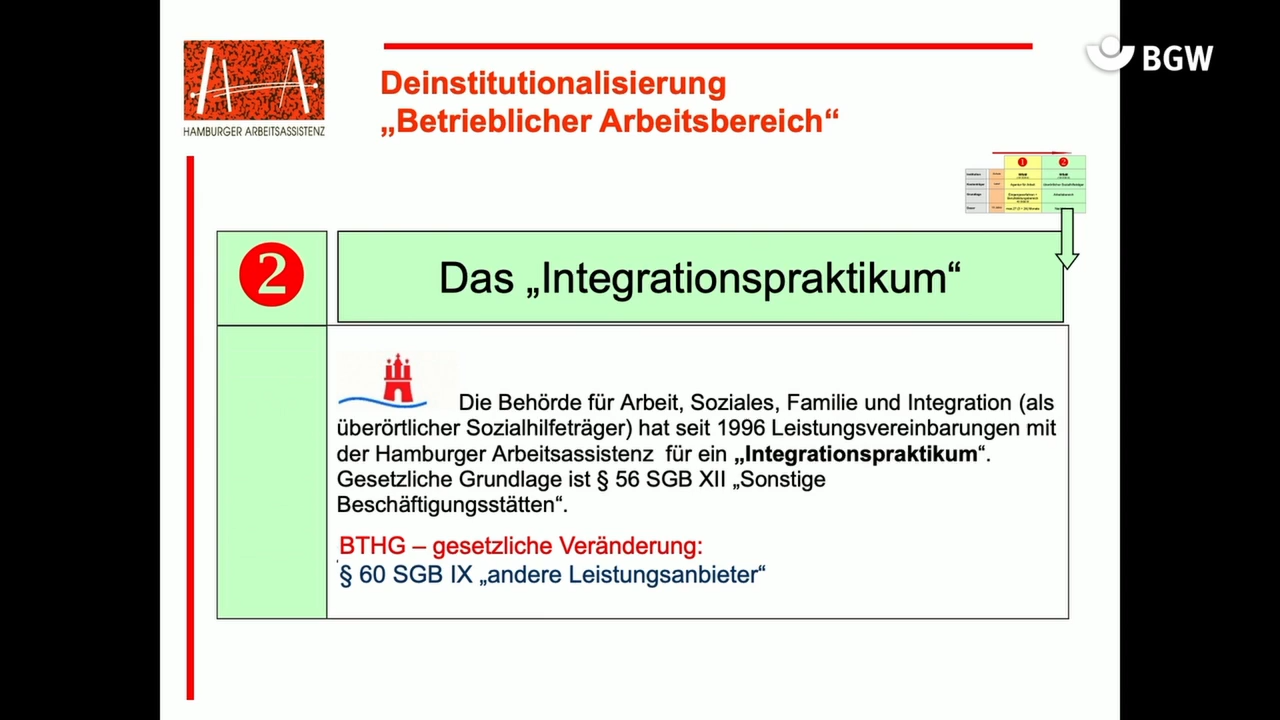 HAMBURGER ARBEITSASSISTENZ
BGW
Deinstitutionalisierung
„Betrieblicher Arbeitsbereich“
1 2
2
Das „Integrationspraktikum“
Die Behörde für Arbeit, Soziales, Familie und Integration (als
überörtlicher Sozialhilfeträger) hat seit 1996 Leistungsvereinbarungen mit
der Hamburger Arbeitsassistenz für ein „Integrationspraktikum“.
Gesetzliche Grundlage ist § 56 SGB XII „Sonstige
Beschäftigungsstätten“.
BTHG – gesetzliche Veränderung:
§ 60 SGB IX „andere Leistungsanbieter“